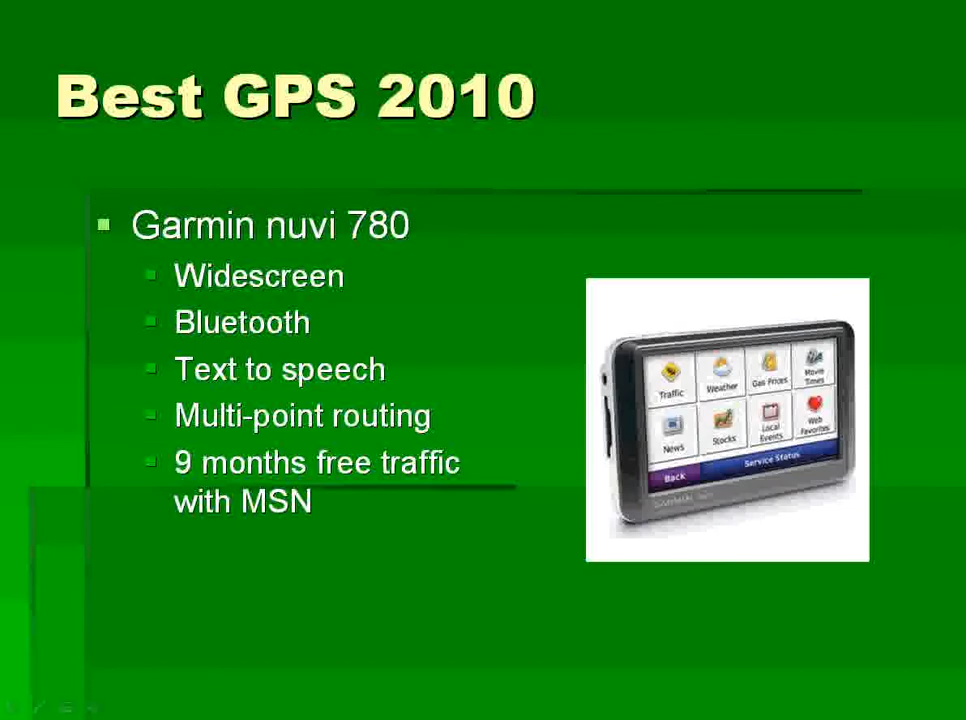 Best GPS 2010
Garmin nuvi 780
Widescreen
Bluetooth
Text to speech
Multi-point routing
9 months free traffic
with MSN
Traffic
Weather
Gas Prices
Movie
Times
News
Stocks
Local
Events
Web
Favorites
Back
Service Status